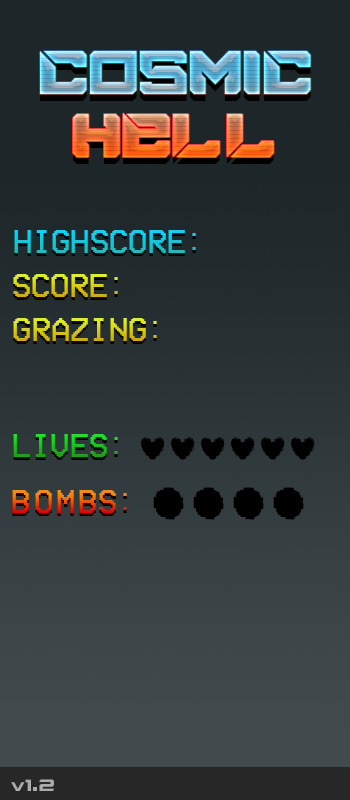 COSMIC
HELL
HIGHSCORE:
SCORE:
GRAZING:
LIVES:
BOMBS:
v1.2